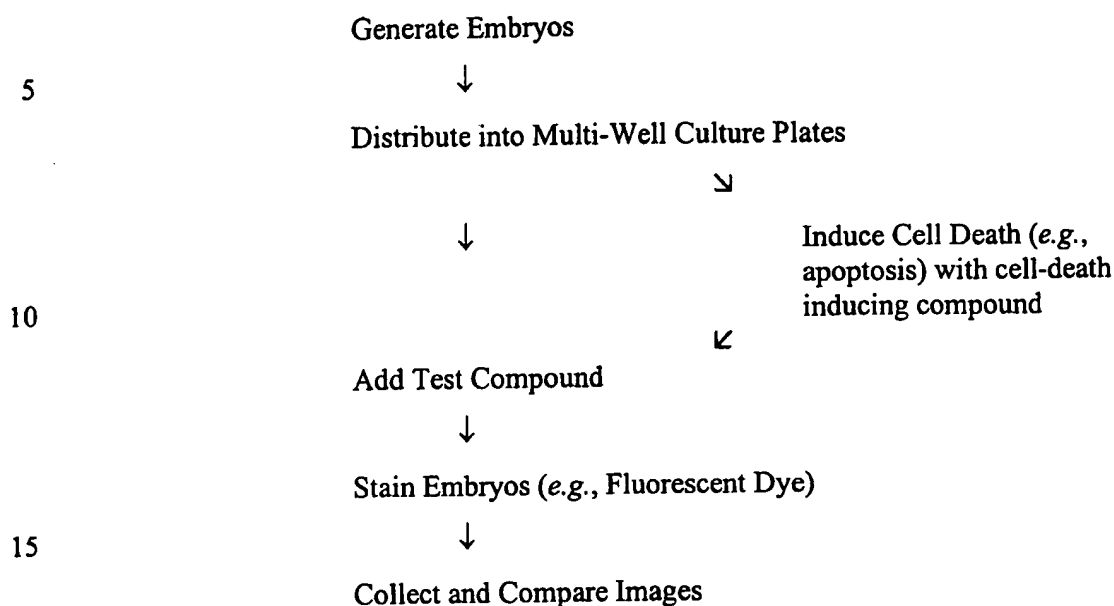 Generate Embryos
↓
5
Distribute into Multi-Well Culture Plates
↘
↓
Induce Cell Death (e.g.,
apoptosis) with cell-death
inducing compound
10
↙
Add Test Compound
↓
Stain Embryos (e.g., Fluorescent Dye)
↓
15
Collect and Compare Images